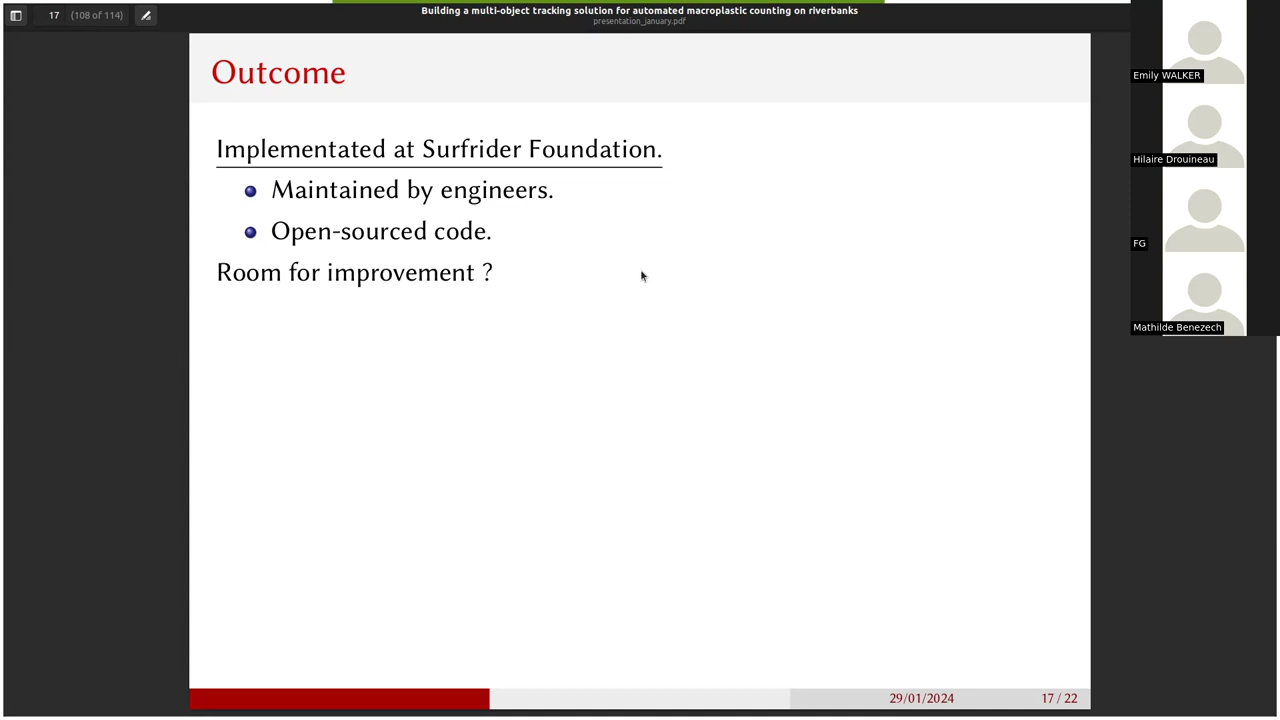 17 (108 of 114)
Building a multi-object tracking solution for automated macroplastic counting on riverbanks
presentation_january.pdf
Outcome
Implementated at Surfrider Foundation.
Maintained by engineers.
Open-sourced code.
Room for improvement ?
29/01/2024 17 / 22
Emily WALKER
Hilaire Drouineau
FG
Mathilde Benezech